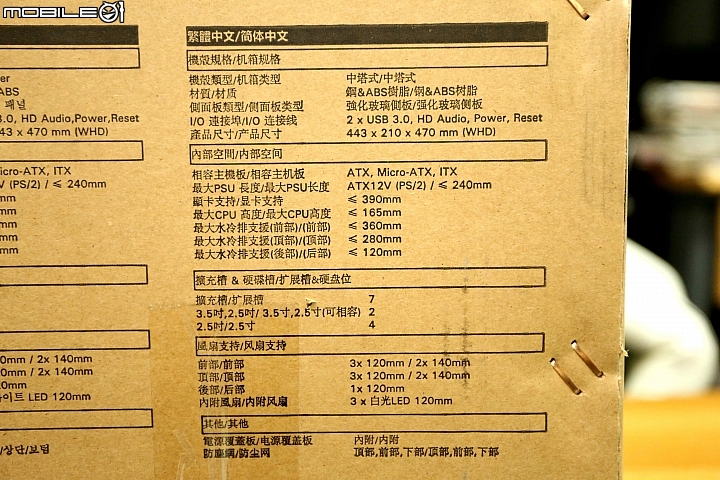 MOBILE01
繁體中文/简体中文
機殼規格/机箱规格
機殼類型/机箱类型 中塔式/中塔式
材質/材质 鋼&ABS樹脂/钢&ABS树脂
側面板類型/侧面板类型 強化玻璃側板/强化玻璃侧板
I/O 連接埠/I/O 连接线 2 x USB 3.0, HD Audio, Power, Reset
產品尺寸/产品尺寸 443 x 210 x 470 mm (WHD)
內部空間/内部空间
相容主機板/相容主机板 ATX, Micro-ATX, ITX
最大PSU 長度/最大PSU长度 ATX12V (PS/2) / ≤ 240mm
顯卡支持/显卡支持 ≤ 390mm
最大CPU 高度/最大CPU高度 ≤ 165mm
最大水冷排支援(前部)/(前部) ≤ 360mm
最大水冷排支援(頂部)/(顶部) ≤ 280mm
最大水冷排支援(後部)/(后部) ≤ 120mm
擴充槽 & 硬碟槽/扩展槽&硬盘位
擴充槽/扩展槽 7
3.5吋,2.5吋/ 3.5寸,2.5寸(可相容) 2
2.5吋/2.5寸 4
風扇支持/风扇支持
前部/前部 3x 120mm / 2x 140mm
頂部/顶部 3x 120mm / 2x 140mm
後部/后部 1x 120mm
內附風扇/内附风扇 3 x 白光LED 120mm
其他/其他
電源覆蓋板/电源覆蓋板 內附/内附
防塵網/防尘网 頂部,前部,下部/顶部,前部,下部
er
ABS
패널
3.0, HD Audio,Power,Reset
43 x 470 mm (WHD)
icro-ATX, ITX
V (PS/2) / ≤ 240mm
mm
mm
mm
mm
mm
0mm / 2x 140mm
0mm / 2x 140mm
20mm
이트 LED 120mm
/상단/보텀